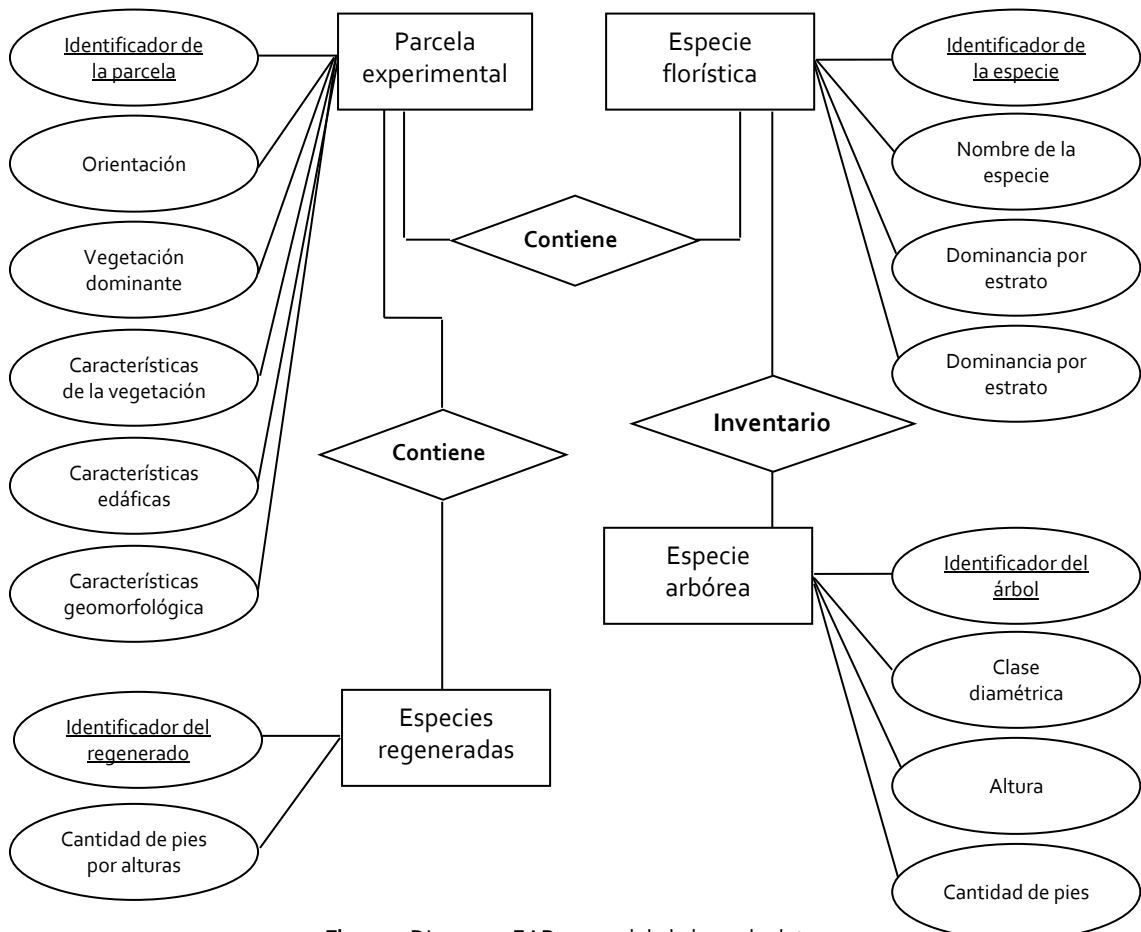 Identificador de
la parcela
Orientación
Vegetación
dominante
Características
de la vegetación
Características
edáficas
Características
geomorfológica
Parcela
experimental
Especie
florística
Identificador de
la especie
Nombre de la
especie
Dominancia por
estrato
Dominancia por
estrato
Contiene
Contiene
Inventario
Especie
arbórea
Identificador del
árbol
Clase
diamétrica
Altura
Cantidad de pies
Especies
regeneradas
Identificador del
regenerado
Cantidad de pies
por alturas